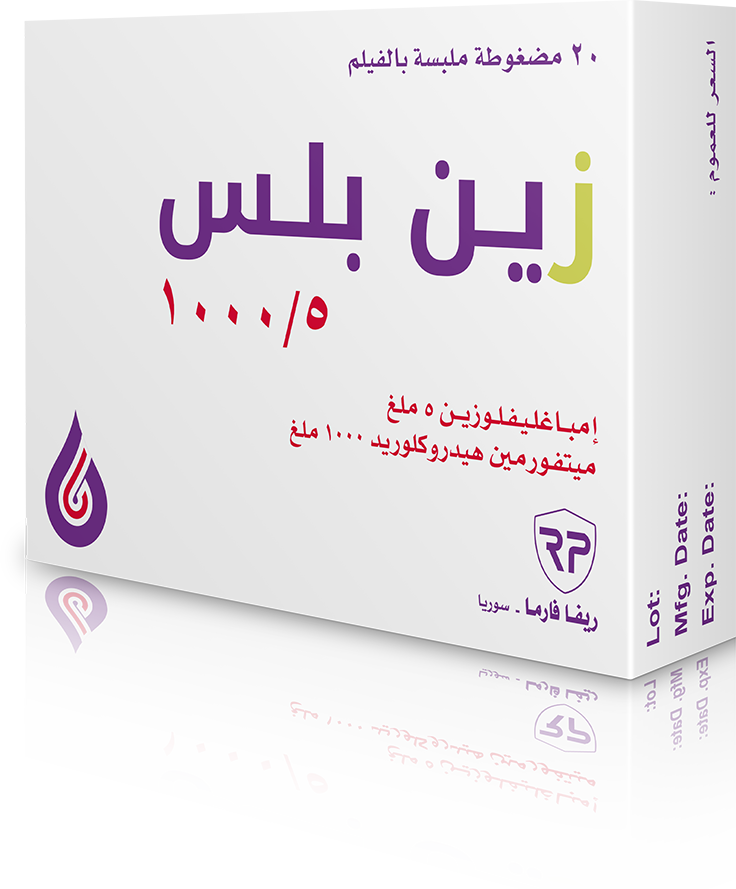 ٢٠ مضغوطة ملبسة بالفيلم
زين بلس
١٠٠٠/٥
إمباغليفلوزين ٥ ملغ
ميتفورمين هيدروكلوريد ١٠٠٠ ملغ
RP
ريفا فارما - سوريا
السعر للعموم :
Lot:
Mfg. Date:
Exp. Date: